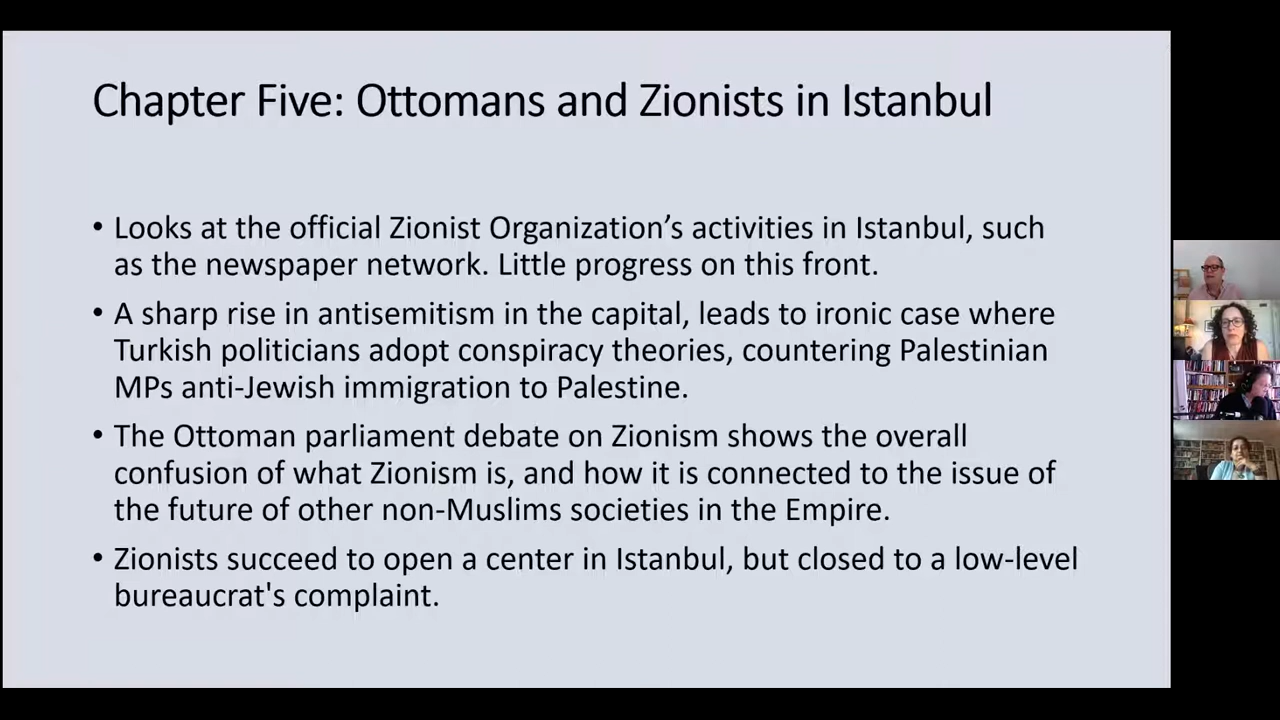 Chapter Five: Ottomans and Zionists in Istanbul
• Looks at the official Zionist Organization’s activities in Istanbul, such
as the newspaper network. Little progress on this front.
• A sharp rise in antisemitism in the capital, leads to ironic case where
Turkish politicians adopt conspiracy theories, countering Palestinian
MPs anti-Jewish immigration to Palestine.
• The Ottoman parliament debate on Zionism shows the overall
confusion of what Zionism is, and how it is connected to the issue of
the future of other non-Muslims societies in the Empire.
• Zionists succeed to open a center in Istanbul, but closed to a low-level
bureaucrat's complaint.